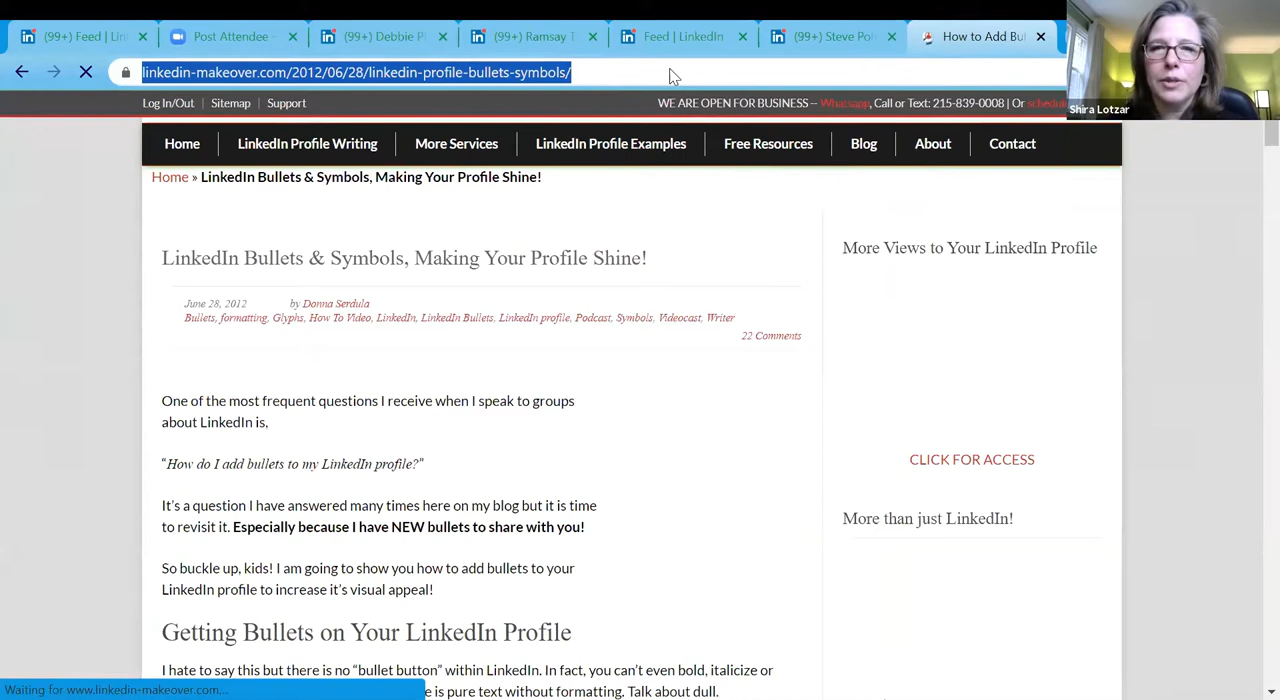 (99+) Feed | Lin
Post Attendee -
(99+) Debbie P
(99+) Ramsay T
Feed | LinkedIn
(99+) Steve Po
How to Add Bul
linkedin-makeover.com/2012/06/28/linkedin-profile-bullets-symbols/
Shira Lotzar
Log In/Out | Sitemap | Support
WE ARE OPEN FOR BUSINESS -- Whatsapp, Call or Text: 215-839-0008 | Or schedu
Home
LinkedIn Profile Writing
More Services
LinkedIn Profile Examples
Free Resources
Blog
About
Contact
Home » LinkedIn Bullets & Symbols, Making Your Profile Shine!
LinkedIn Bullets & Symbols, Making Your Profile Shine!
June 28, 2012 by Donna Serdula
Bullets, formatting, Glyphs, How To Video, LinkedIn, LinkedIn Bullets, LinkedIn profile, Podcast, Symbols, Videocast, Writer
22 Comments
One of the most frequent questions I receive when I speak to groups
about LinkedIn is,
“How do I add bullets to my LinkedIn profile?”
It’s a question I have answered many times here on my blog but it is time
to revisit it. Especially because I have NEW bullets to share with you!
So buckle up, kids! I am going to show you how to add bullets to your
LinkedIn profile to increase it’s visual appeal!
Getting Bullets on Your LinkedIn Profile
I hate to say this but there is no “bullet button” within LinkedIn. In fact, you can’t even bold, italicize or
e is pure text without formatting. Talk about dull.
More Views to Your LinkedIn Profile
CLICK FOR ACCESS
More than just LinkedIn!
Waiting for www.linkedin-makeover.com...